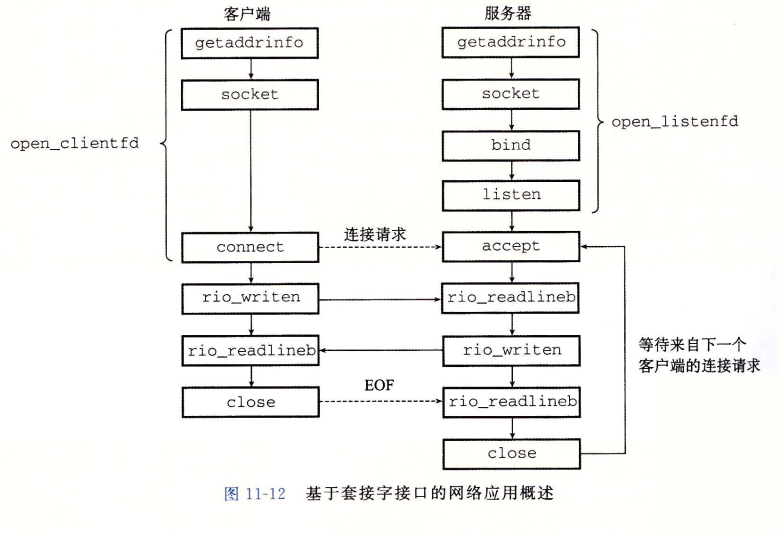 客户端
服务器
getaddrinfo
getaddrinfo
socket
socket
open_clientfd
open_listenfd
bind
listen
connect
连接请求
accept
rio_writen
rio_readlineb
rio_readlineb
rio_writen
等待来自下一个
客户端的连接请求
close
EOF
rio_readlineb
close
图 11-12 基于套接字接口的网络应用概述